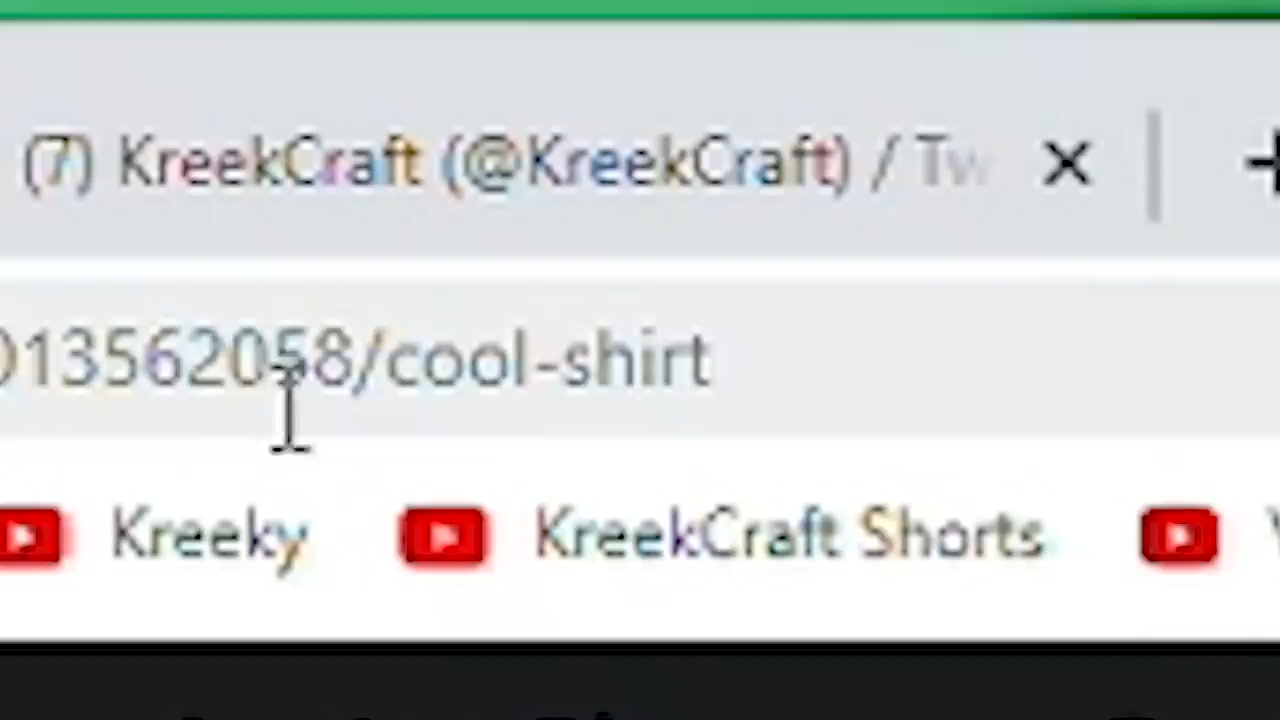 (7) KreekCraft (@KreekCraft) / Tw
013562058/cool-shirt
Kreeky KreekCraft Shorts